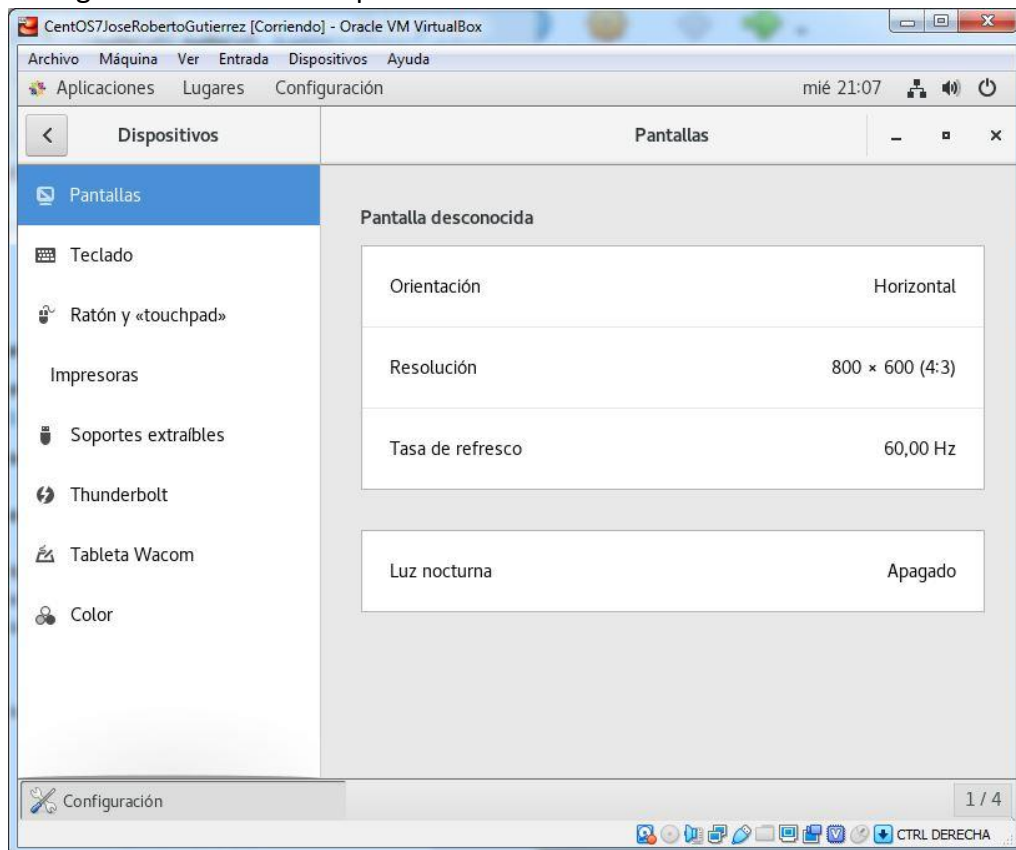 CentOS7JoseRobertoGutierrez [Corriendo] - Oracle VM VirtualBox
Archivo Máquina Ver Entrada Dispositivos Ayuda
Aplicaciones Lugares Configuración mié 21:07
Dispositivos Pantallas
Pantallas
Pantalla desconocida
Teclado
Orientación Horizontal
Ratón y «touchpad»
Impresoras
Resolución 800 × 600 (4:3)
Soportes extraíbles
Tasa de refresco 60,00 Hz
Thunderbolt
Tableta Wacom
Luz nocturna Apagado
Color
Configuración 1 / 4
CTRL DERECHA